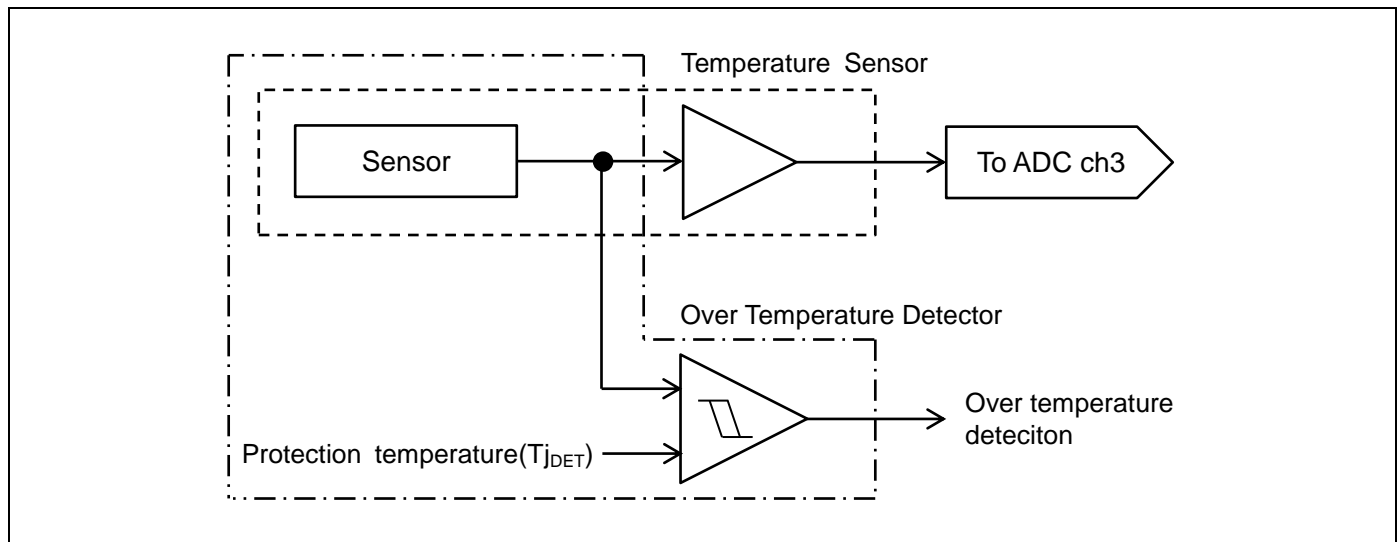 Temperature Sensor
Sensor
To ADC ch3
Over Temperature Detector
Over temperature
deteciton
Protection temperature(TjDET)